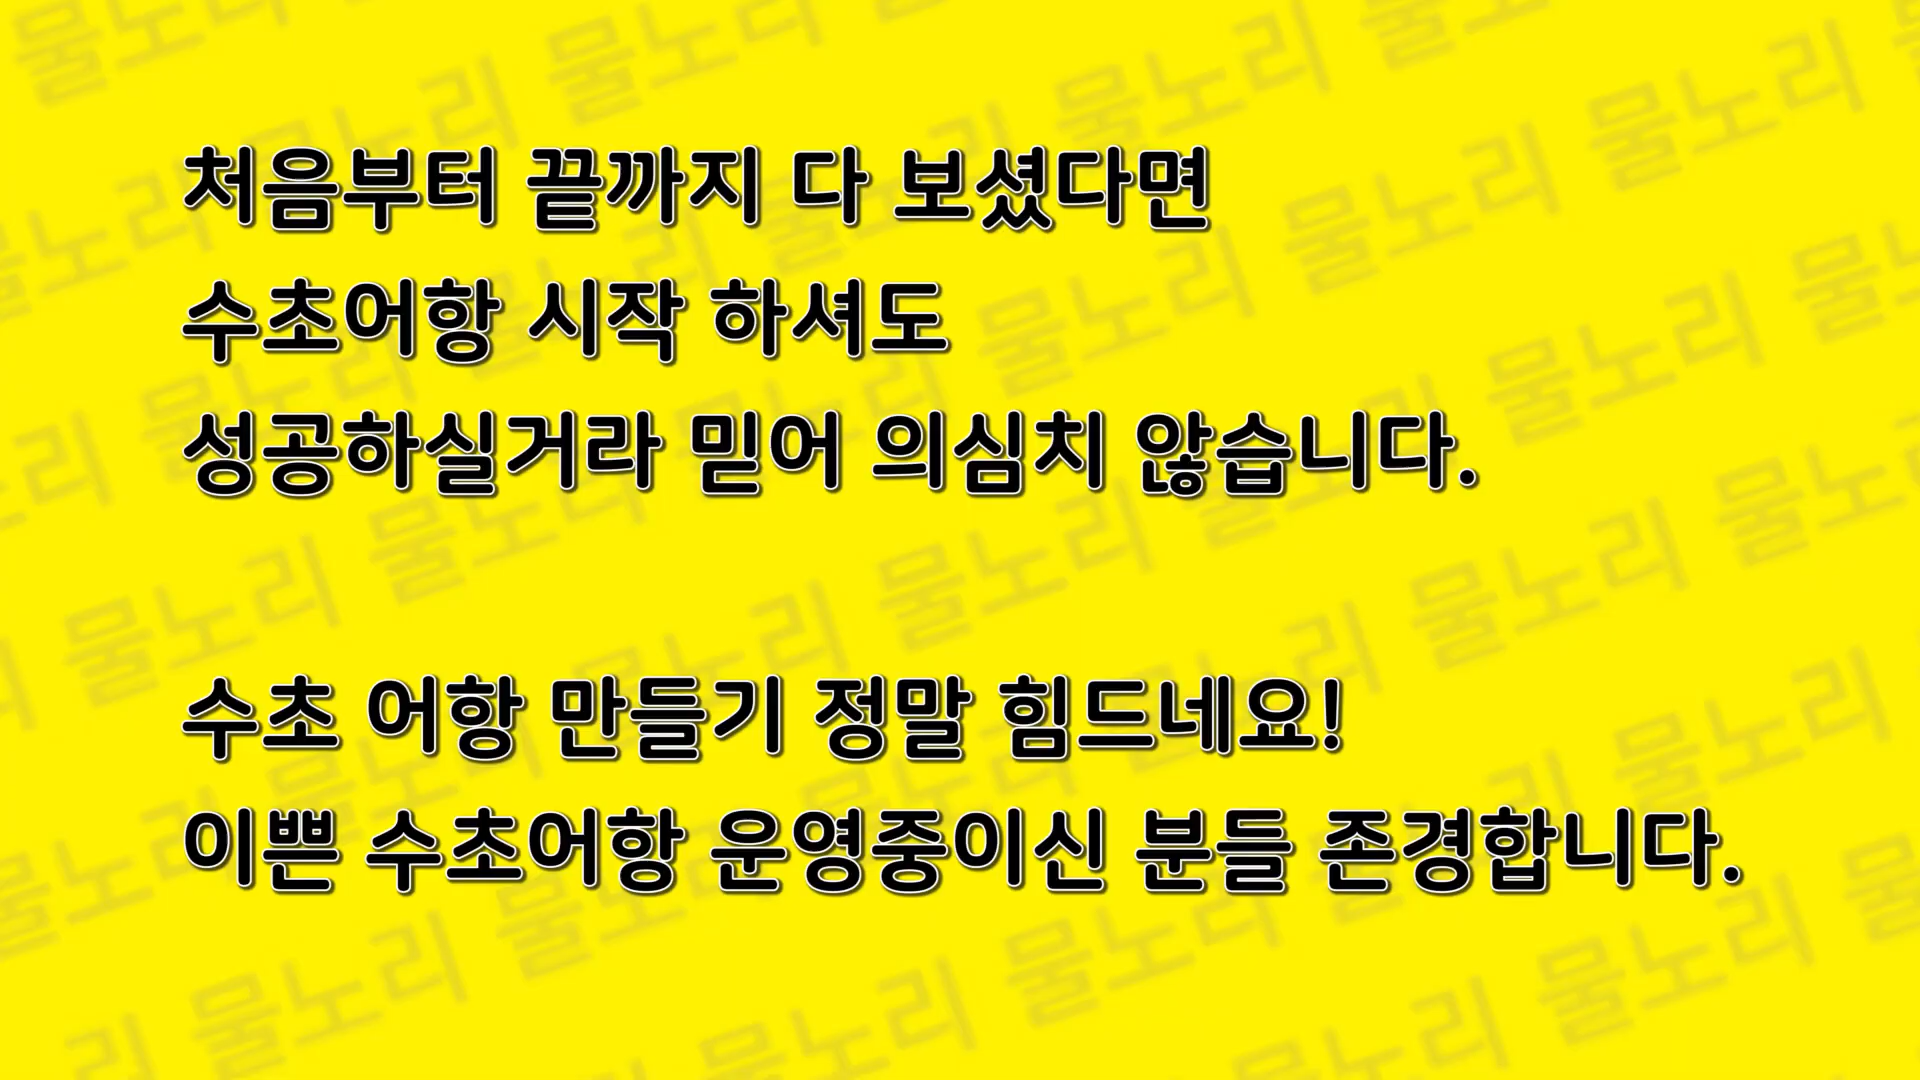 처음부터 끝까지 다 보셨다면
수초어항 시작 하셔도
성공하실거라 믿어 의심치 않습니다.
수초 어항 만들기 정말 힘드네요!
이쁜 수초어항 운영중이신 분들 존경합니다.
물노리